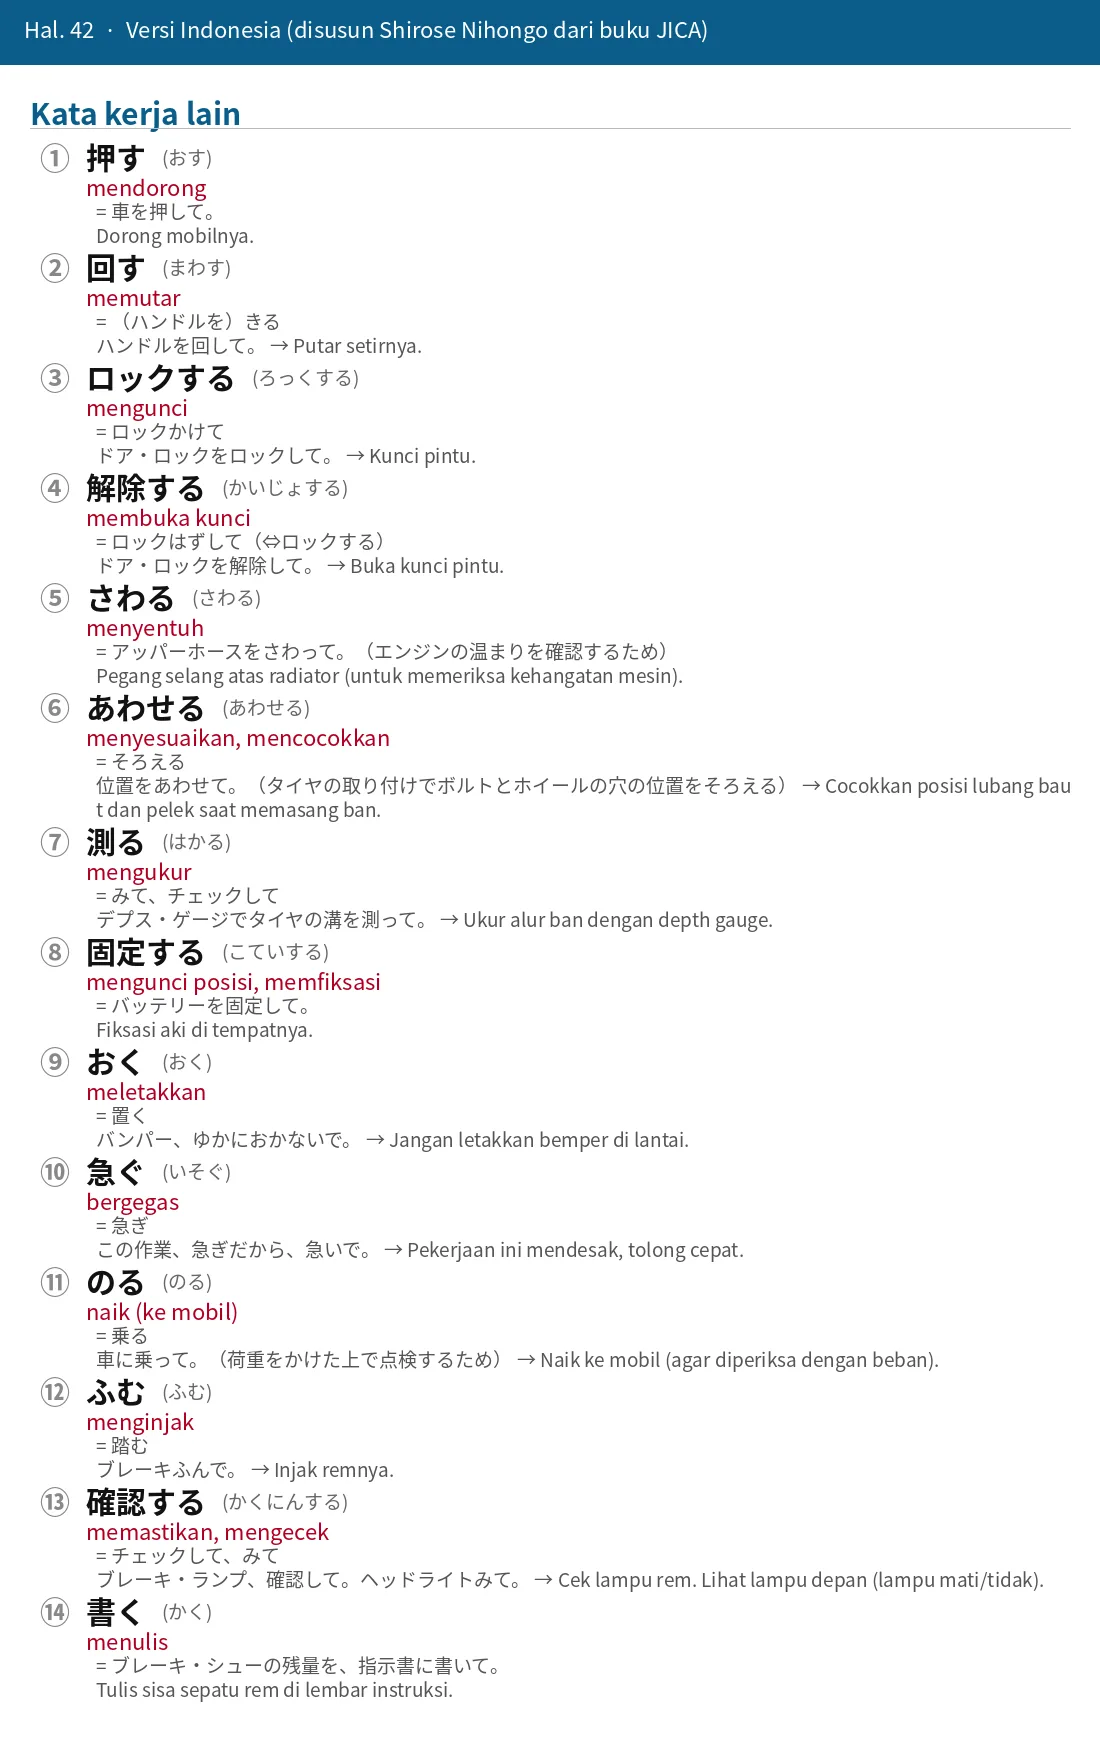 Hal. 42 · Versi Indonesia (disusun Shirose Nihongo dari buku JICA)
Kata kerja lain
① 押す (おす)
mendorong
= 車を押して。
Dorong mobilnya.
② 回す (まわす)
memutar
= （ハンドルを）きる
ハンドルを回して。 → Putar setirnya.
③ ロックする (ろっくする)
mengunci
= ロックかけて
ドア・ロックをロックして。 → Kunci pintu.
④ 解除する (かいじょする)
membuka kunci
= ロックはずして（⇔ロックする）
ドア・ロックを解除して。 → Buka kunci pintu.
⑤ さわる (さわる)
menyentuh
= アッパーホースをさわって。（エンジンの温まりを確認するため）
Pegang selang atas radiator (untuk memeriksa kehangatan mesin).
⑥ あわせる (あわせる)
menyesuaikan, mencocokkan
= そろえる
位置をあわせて。（タイヤの取り付けでボルトとホイールの穴の位置をそろえる） → Cocokkan posisi lubang bau
t dan pelek saat memasang ban.
⑦ 測る (はかる)
mengukur
= みて、チェックして
デプス・ゲージでタイヤの溝を測って。 → Ukur alur ban dengan depth gauge.
⑧ 固定する (こていする)
mengunci posisi, memfiksasi
= バッテリーを固定して。
Fiksasi aki di tempatnya.
⑨ おく (おく)
meletakkan
= 置く
バンパー、ゆかにおかないで。 → Jangan letakkan bemper di lantai.
⑩ 急ぐ (いそぐ)
bergegas
= 急ぎ
この作業、急ぎだから、急いで。 → Pekerjaan ini mendesak, tolong cepat.
⑪ のる (のる)
naik (ke mobil)
= 乗る
車に乗って。（荷重をかけた上で点検するため） → Naik ke mobil (agar diperiksa dengan beban).
⑫ ふむ (ふむ)
menginjak
= 踏む
ブレーキふんで。 → Injak remnya.
⑬ 確認する (かくにんする)
memastikan, mengecek
= チェックして、みて
ブレーキ・ランプ、確認して。ヘッドライトみて。 → Cek lampu rem. Lihat lampu depan (lampu mati/tidak).
⑭ 書く (かく)
menulis
= ブレーキ・シューの残量を、指示書に書いて。
Tulis sisa sepatu rem di lembar instruksi.